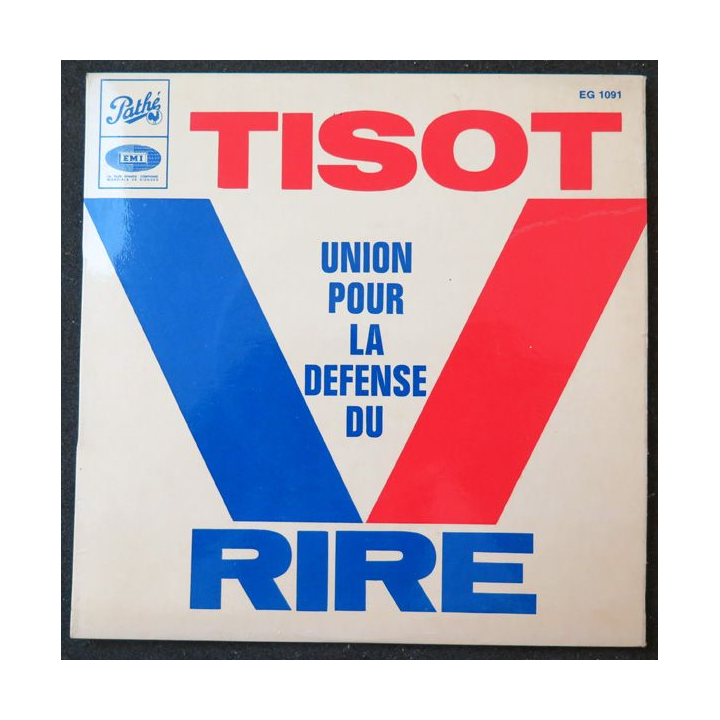 Pathé
EMI
EG 1091
TISOT
UNION
POUR
LA
DEFENSE
DU
RIRE